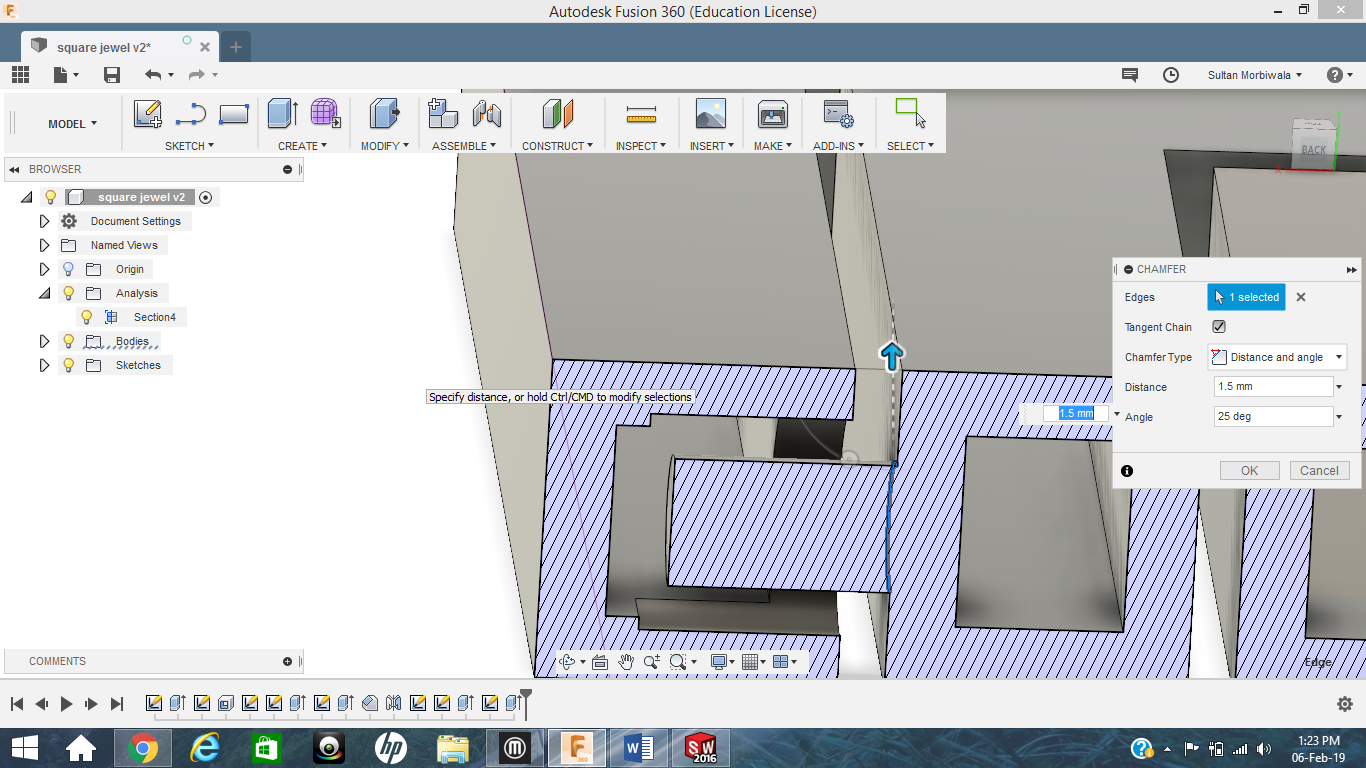 Autodesk Fusion 360 (Education License)
square jewel v2*
Sultan Morbiwala
MODEL
SKETCH
CREATE
MODIFY
ASSEMBLE
CONSTRUCT
INSPECT
INSERT
MAKE
ADD-INS
SELECT
BACK
BROWSER
square jewel v2
Document Settings
Named Views
Origin
Analysis
Section4
Bodies
Sketches
CHAMFER
Edges
1 selected
Tangent Chain
Chamfer Type
Distance and angle
Distance
1.5 mm
Angle
25 deg
OK
Cancel
Specify distance, or hold Ctrl/CMD to modify selections
1.5 mm
COMMENTS
Edge
hp
360
SW
2016
1:23 PM
06-Feb-19